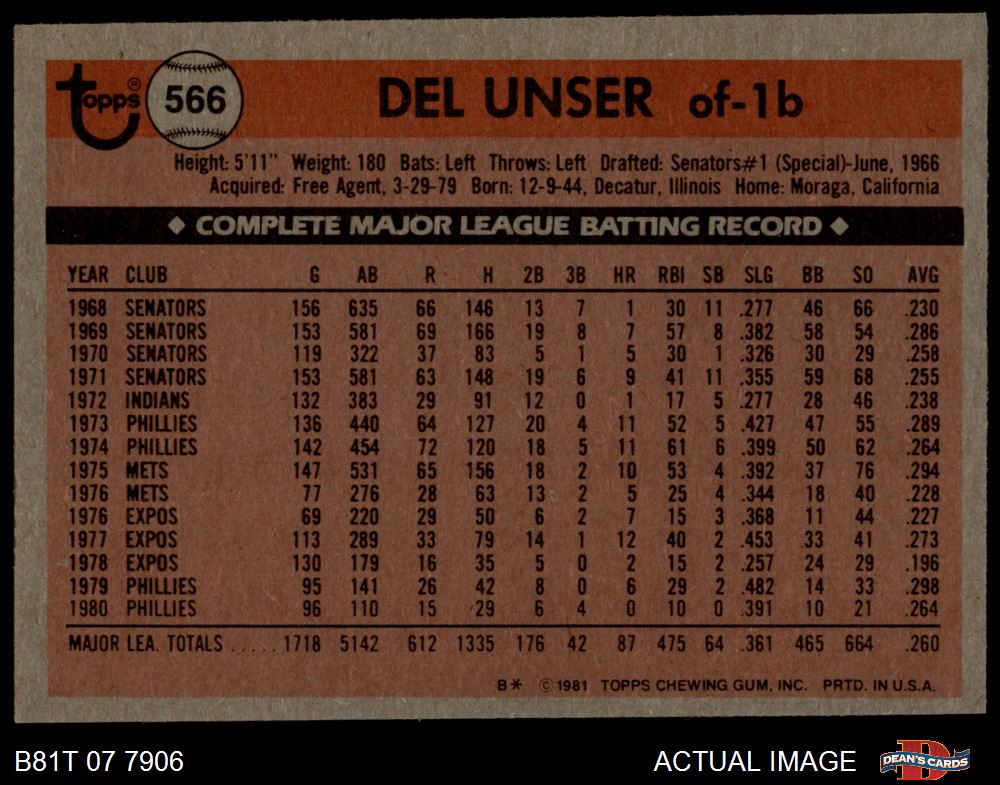 topps® 566 DEL UNSER of-1b
Height: 5'11" Weight: 180 Bats: Left Throws: Left Drafted: Senators#1 (Special)-June, 1966
Acquired: Free Agent, 3-29-79 Born: 12-9-44, Decatur, Illinois Home: Moraga, California
◆ COMPLETE MAJOR LEAGUE BATTING RECORD ◆
YEAR CLUB G AB R H 2B 3B HR RBI SB SLG BB SO AVG
1968 SENATORS 156 635 66 146 13 7 1 30 11 .277 46 66 .230
1969 SENATORS 153 581 69 166 19 8 7 57 8 .382 58 54 .286
1970 SENATORS 119 322 37 83 5 1 5 30 1 .326 30 29 .258
1971 SENATORS 153 581 63 148 19 6 9 41 11 .355 59 68 .255
1972 INDIANS 132 383 29 91 12 0 1 17 5 .277 28 46 .238
1973 PHILLIES 136 440 64 127 20 4 11 52 5 .427 47 55 .289
1974 PHILLIES 142 454 72 120 18 5 11 61 6 .399 50 62 .264
1975 METS 147 531 65 156 18 2 10 53 4 .392 37 76 .294
1976 METS 77 276 28 63 13 2 5 25 4 .344 18 40 .228
1976 EXPOS 69 220 29 50 6 2 7 15 3 .368 11 44 .227
1977 EXPOS 113 289 33 79 14 1 12 40 2 .453 33 41 .273
1978 EXPOS 130 179 16 35 5 0 2 15 2 .257 24 29 .196
1979 PHILLIES 95 141 26 42 8 0 6 29 2 .482 14 33 .298
1980 PHILLIES 96 110 15 29 6 4 0 10 0 .391 10 21 .264
MAJOR LEA. TOTALS ..... 1718 5142 612 1335 176 42 87 475 64 .361 465 664 .260
B* © 1981 TOPPS CHEWING GUM, INC. PRTD. IN U.S.A.
B81T 07 7906 ACTUAL IMAGE DEAN'S CARDS